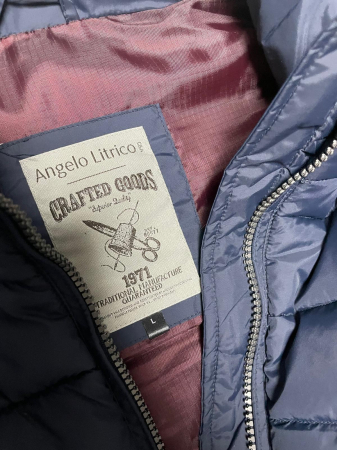 Angelo Litrico
CRAFTED GOODS
Superior Quality
1971
TRADITIONAL MANUFACTURE
GUARANTEED
L